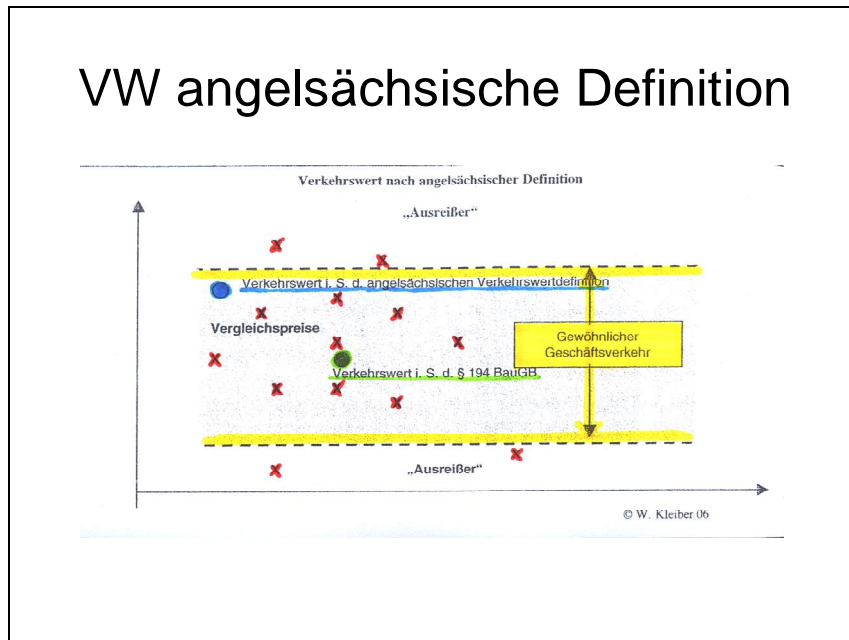 VW angelsächsische Definition
Verkehrswert nach angelsächsischer Definition
„Ausreißer“
Verkehrswert i. S. d. angelsächsischen Verkehrswertdefinition
Vergleichspreise
Gewöhnlicher
Geschäftsverkehr
Verkehrswert i. S. d. § 194 BauGB
„Ausreißer“
© W. Kleiber 06